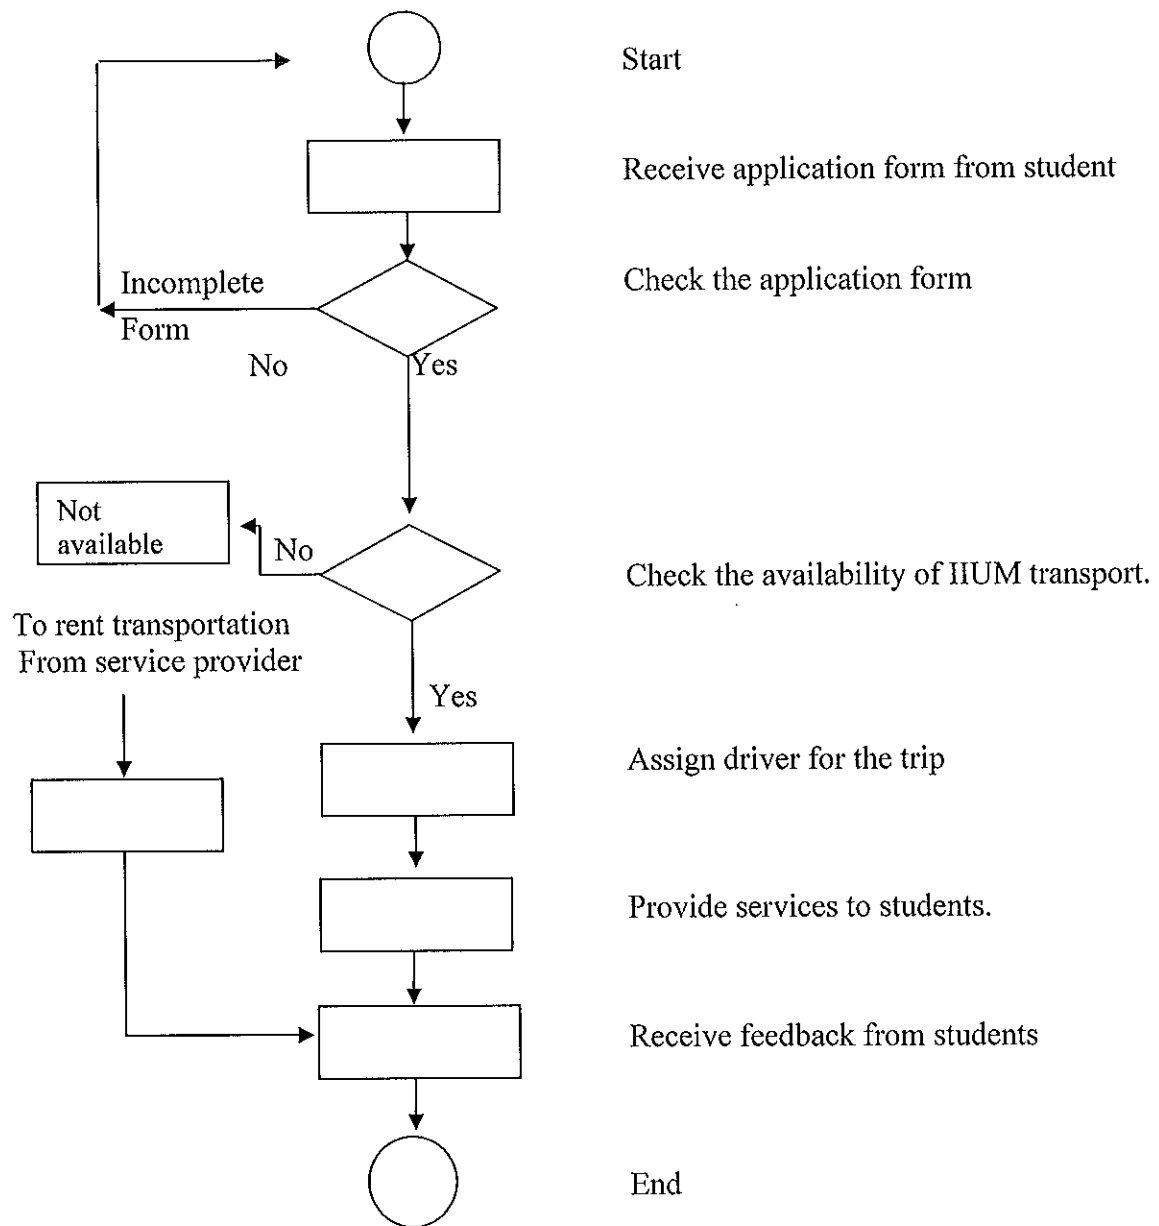 Start
Receive application form from student
Incomplete
Form
Check the application form
No
Yes
Not
available
No
Check the availability of IIUM transport.
To rent transportation
From service provider
Yes
Assign driver for the trip
Provide services to students.
Receive feedback from students
End